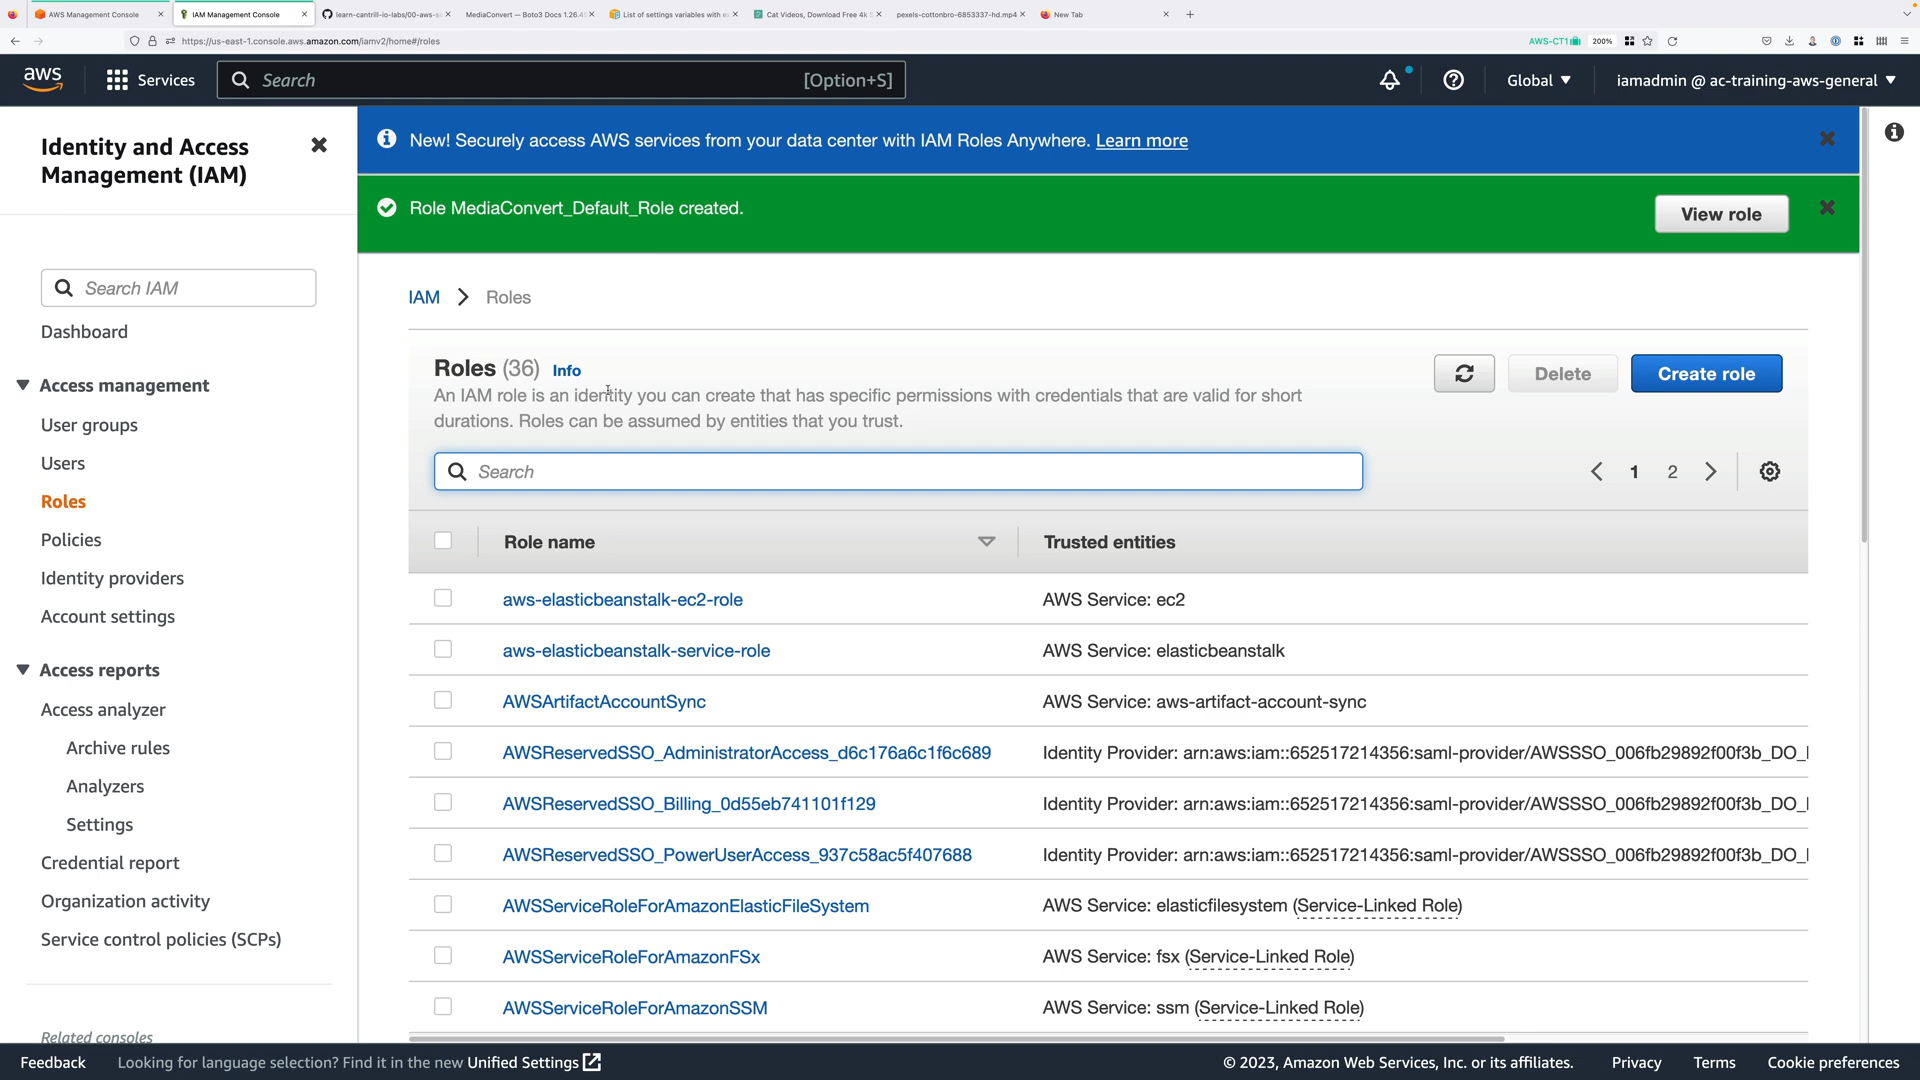 AWS Management Console
IAM Management Console
learn-cantrill-io-labs/00-aws-s
MediaConvert — Boto3 Docs 1.26.4
List of settings variables with e
Cat Videos, Download Free 4k S
pexels-cottonbro-6853337-hd.mp4
New Tab
https://us-east-1.console.aws.amazon.com/iamv2/home#/roles
AWS-CT1
200%
aws
Services
Search
[Option+S]
Global
iamadmin @ ac-training-aws-general
Identity and Access
Management (IAM)
Search IAM
Dashboard
Access management
User groups
Users
Roles
Policies
Identity providers
Account settings
Access reports
Access analyzer
Archive rules
Analyzers
Settings
Credential report
Organization activity
Service control policies (SCPs)
Related consoles
New! Securely access AWS services from your data center with IAM Roles Anywhere. Learn more
Role MediaConvert_Default_Role created.
View role
IAM > Roles
Roles (36) Info
An IAM role is an identity you can create that has specific permissions with credentials that are valid for short
durations. Roles can be assumed by entities that you trust.
Delete
Create role
Search
1 2
Role name Trusted entities
aws-elasticbeanstalk-ec2-role AWS Service: ec2
aws-elasticbeanstalk-service-role AWS Service: elasticbeanstalk
AWSArtifactAccountSync AWS Service: aws-artifact-account-sync
AWSReservedSSO_AdministratorAccess_d6c176a6c1f6c689 Identity Provider: arn:aws:iam::652517214356:saml-provider/AWSSSO_006fb29892f00f3b_DO_
AWSReservedSSO_Billing_0d55eb741101f129 Identity Provider: arn:aws:iam::652517214356:saml-provider/AWSSSO_006fb29892f00f3b_DO_
AWSReservedSSO_PowerUserAccess_937c58ac5f407688 Identity Provider: arn:aws:iam::652517214356:saml-provider/AWSSSO_006fb29892f00f3b_DO_
AWSServiceRoleForAmazonElasticFileSystem AWS Service: elasticfilesystem (Service-Linked Role)
AWSServiceRoleForAmazonFSx AWS Service: fsx (Service-Linked Role)
AWSServiceRoleForAmazonSSM AWS Service: ssm (Service-Linked Role)
Feedback
Looking for language selection? Find it in the new Unified Settings
© 2023, Amazon Web Services, Inc. or its affiliates.
Privacy
Terms
Cookie preferences